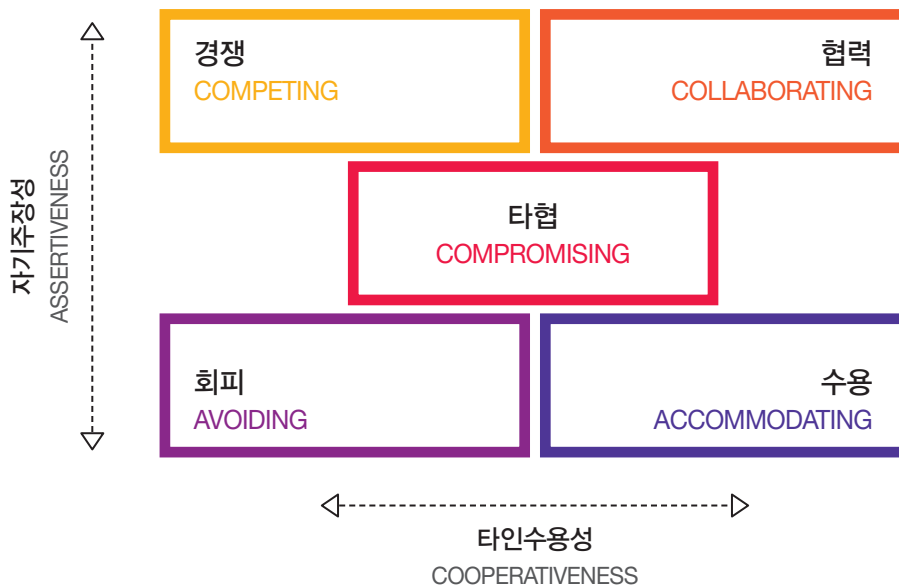 경쟁
COMPETING
협력
COLLABORATING
타협
COMPROMISING
자기주장성
ASSERTIVENESS
회피
AVOIDING
수용
ACCOMMODATING
타인수용성
COOPERATIVENESS